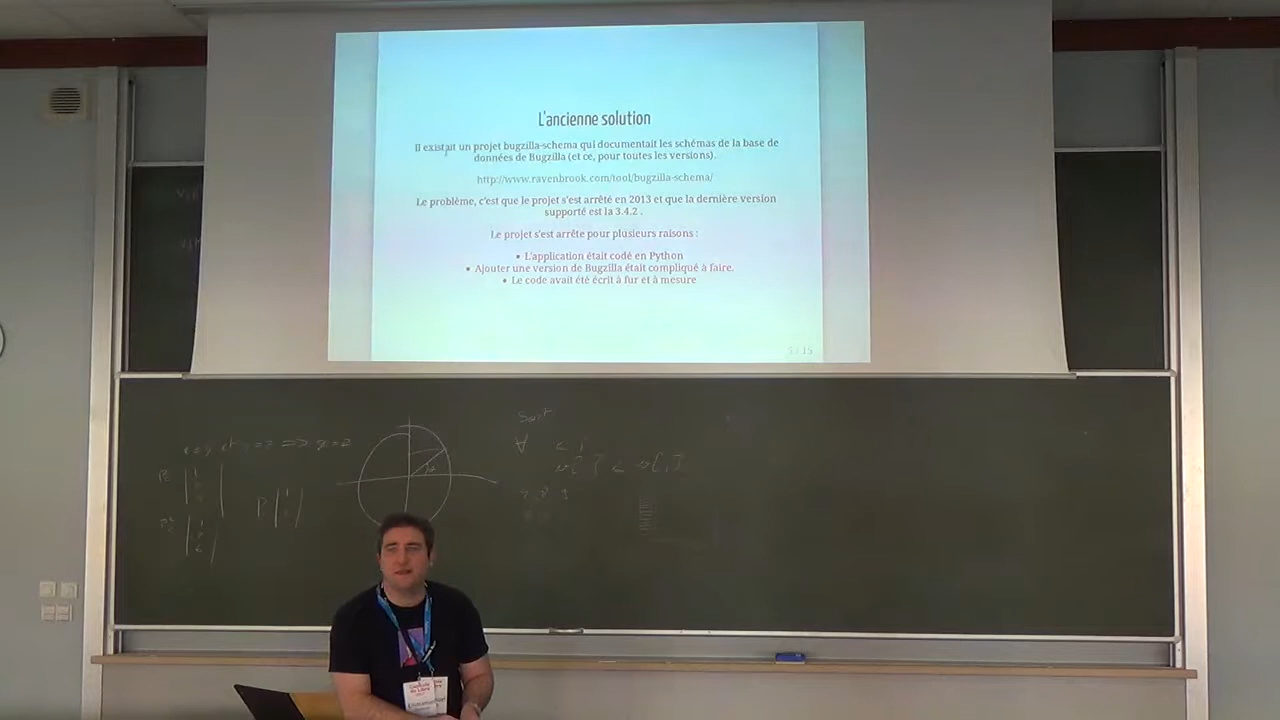 L'ancienne solution
Il existait un projet bugzilla-schema qui documentait les schémas de la base de
données de Bugzilla (et ce, pour toutes les versions).
http://www.ravenbrook.com/tool/bugzilla-schema/
Le problème, c'est que le projet s'est arrêté en 2013 et que la dernière version
supporté est la 3.4.2 .
Le projet s'est arrête pour plusieurs raisons :
• L'application était codé en Python
• Ajouter une version de Bugzilla était compliqué à faire.
• Le code avait été écrit à fur et à mesure
5 / 15